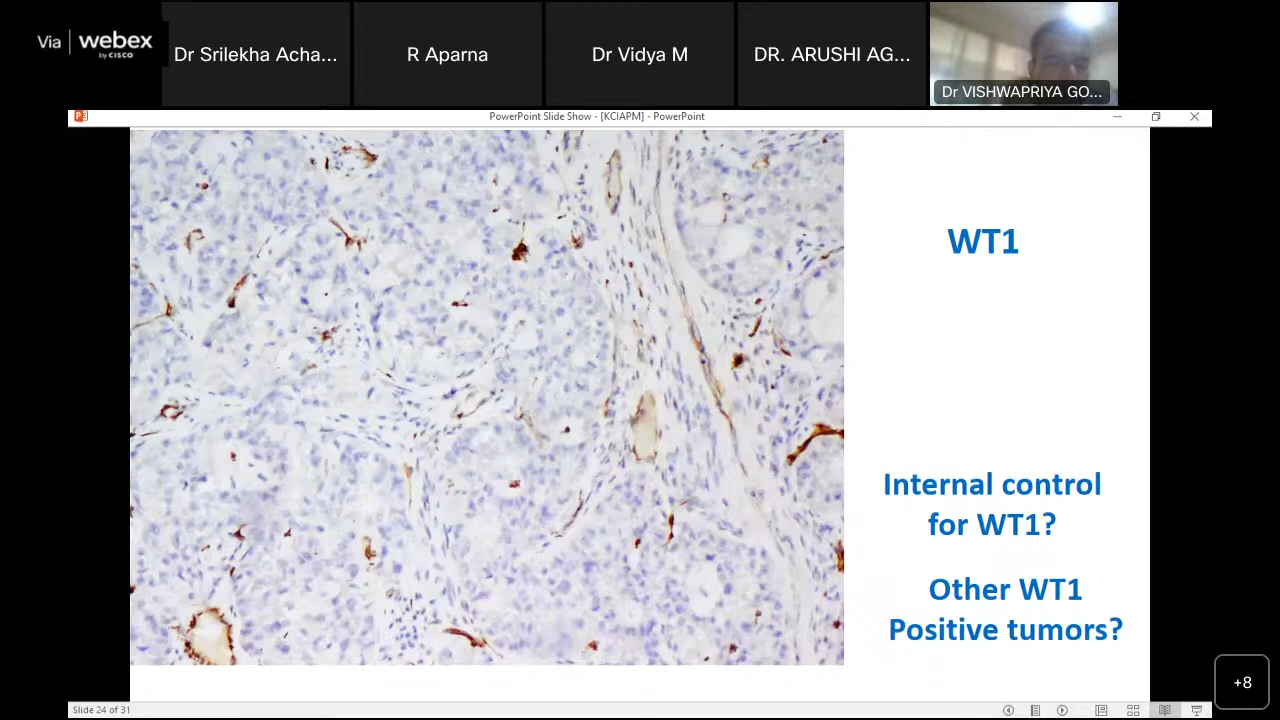 Via webex
by CISCO
Dr Srilekha Acha...
R Aparna
Dr Vidya M
DR. ARUSHI AG...
Dr VISHWAPRIYA GO...
PowerPoint Slide Show - [KCIAPM] - PowerPoint
WT1
Internal control
for WT1?
Other WT1
Positive tumors?
+8
Slide 24 of 31